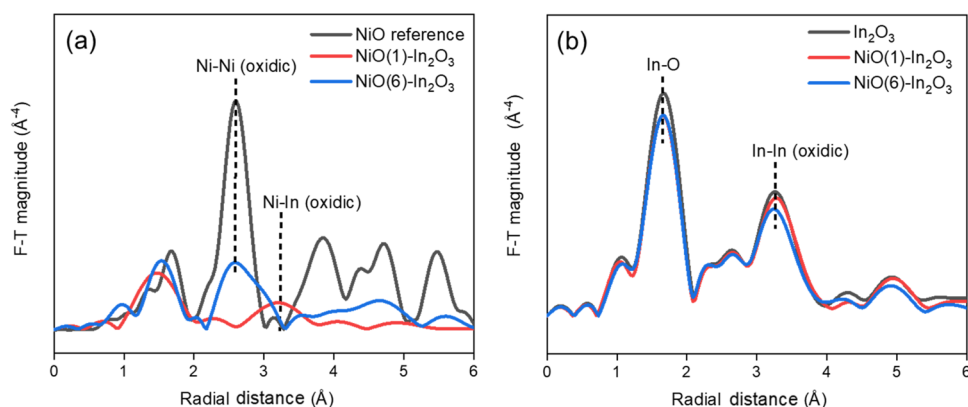 (a)
NiO reference
NiO(1)-In₂O₃
NiO(6)-In₂O₃
Ni-Ni (oxidic)
Ni-In (oxidic)
F-T magnitude (Å⁻⁴)
0 1 2 3 4 5 6
Radial distance (Å)
(b)
In₂O₃
NiO(1)-In₂O₃
NiO(6)-In₂O₃
In-O
In-In (oxidic)
F-T magnitude (Å⁻⁴)
0 1 2 3 4 5 6
Radial distance (Å)